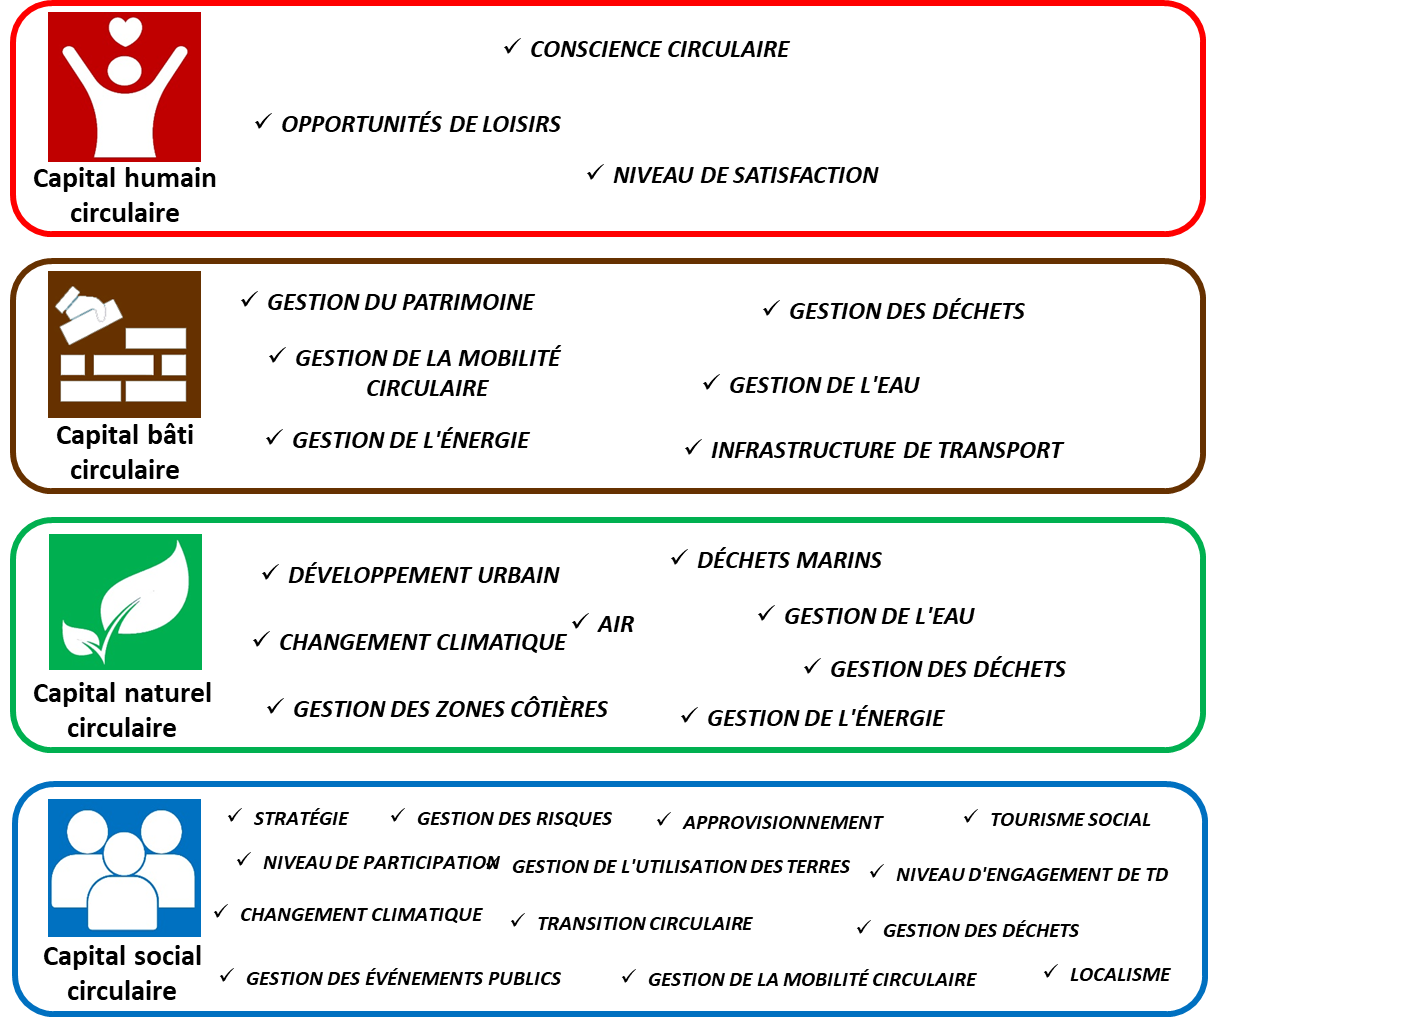 ✓ CONSCIENCE CIRCULAIRE
✓ OPPORTUNITÉS DE LOISIRS
✓ NIVEAU DE SATISFACTION
Capital humain
circulaire
✓ GESTION DU PATRIMOINE
✓ GESTION DES DÉCHETS
✓ GESTION DE LA MOBILITÉ
CIRCULAIRE
✓ GESTION DE L'EAU
✓ GESTION DE L'ÉNERGIE
✓ INFRASTRUCTURE DE TRANSPORT
Capital bâti
circulaire
✓ DÉCHETS MARINS
✓ DÉVELOPPEMENT URBAIN
✓ GESTION DE L'EAU
✓ AIR
✓ CHANGEMENT CLIMATIQUE
✓ GESTION DES DÉCHETS
✓ GESTION DES ZONES CÔTIÈRES
✓ GESTION DE L'ÉNERGIE
Capital naturel
circulaire
✓ STRATÉGIE
✓ GESTION DES RISQUES
✓ APPROVISIONNEMENT
✓ TOURISME SOCIAL
✓ NIVEAU DE PARTICIPATION
✓ GESTION DE L'UTILISATION DES TERRES
✓ NIVEAU D'ENGAGEMENT DE TD
✓ CHANGEMENT CLIMATIQUE
✓ TRANSITION CIRCULAIRE
✓ GESTION DES DÉCHETS
✓ GESTION DES ÉVÉNEMENTS PUBLICS
✓ GESTION DE LA MOBILITÉ CIRCULAIRE
✓ LOCALISME
Capital social
circulaire